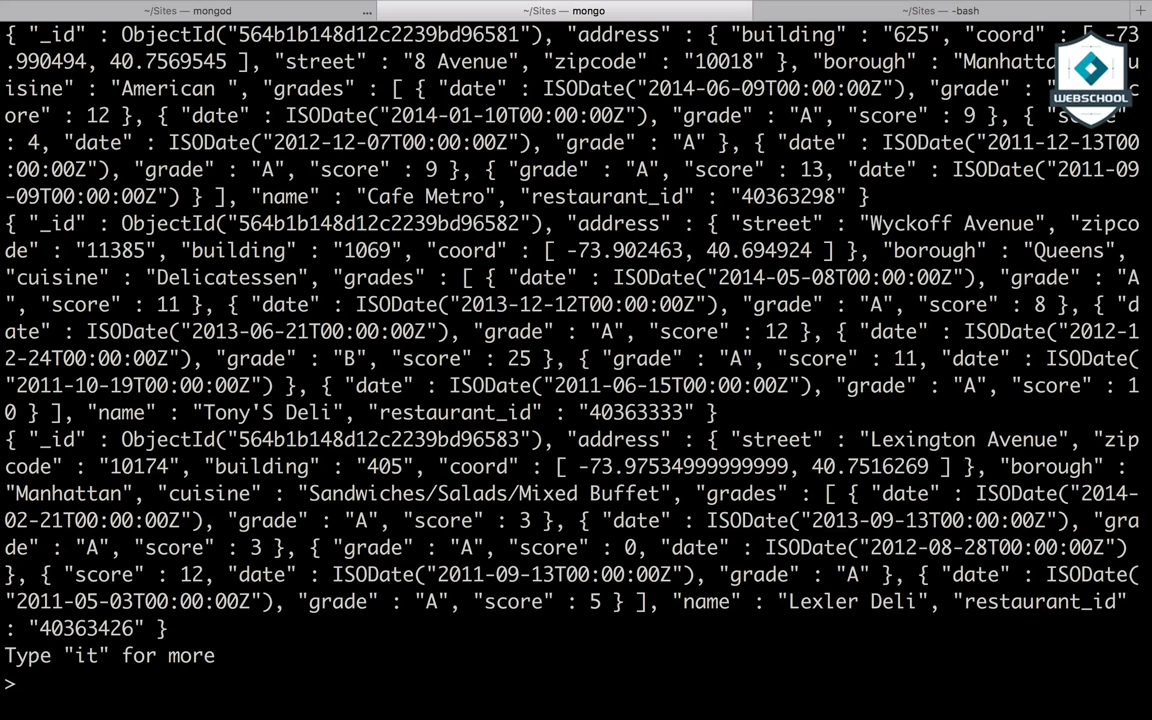 ~/Sites — mongod
...
~/Sites — mongo
~/Sites — -bash
+
{ "_id" : ObjectId("564b1b148d12c2239bd96581"), "address" : { "building" : "625", "coord" : [ -73
.990494, 40.7569545 ], "street" : "8 Avenue", "zipcode" : "10018" }, "borough" : "Manhatta
isine" : "American ", "grades" : [ { "date" : ISODate("2014-06-09T00:00:00Z"), "grade"
ore" : 12 }, { "date" : ISODate("2014-01-10T00:00:00Z"), "grade" : "A", "score" : 9 }, {
: 4, "date" : ISODate("2012-12-07T00:00:00Z"), "grade" : "A" }, { "date" : ISODate("2011-12-13T00
:00:00Z"), "grade" : "A", "score" : 9 }, { "grade" : "A", "score" : 13, "date" : ISODate("2011-09
-09T00:00:00Z") } ], "name" : "Cafe Metro", "restaurant_id" : "40363298" }
{ "_id" : ObjectId("564b1b148d12c2239bd96582"), "address" : { "street" : "Wyckoff Avenue", "zipco
de" : "11385", "building" : "1069", "coord" : [ -73.902463, 40.694924 ] }, "borough" : "Queens",
"cuisine" : "Delicatessen", "grades" : [ { "date" : ISODate("2014-05-08T00:00:00Z"), "grade" : "A
", "score" : 11 }, { "date" : ISODate("2013-12-12T00:00:00Z"), "grade" : "A", "score" : 8 }, { "d
ate" : ISODate("2013-06-21T00:00:00Z"), "grade" : "A", "score" : 12 }, { "date" : ISODate("2012-1
2-24T00:00:00Z"), "grade" : "B", "score" : 25 }, { "grade" : "A", "score" : 11, "date" : ISODate(
"2011-10-19T00:00:00Z") }, { "date" : ISODate("2011-06-15T00:00:00Z"), "grade" : "A", "score" : 1
0 } ], "name" : "Tony'S Deli", "restaurant_id" : "40363333" }
{ "_id" : ObjectId("564b1b148d12c2239bd96583"), "address" : { "street" : "Lexington Avenue", "zip
code" : "10174", "building" : "405", "coord" : [ -73.97534999999999, 40.7516269 ] }, "borough" :
"Manhattan", "cuisine" : "Sandwiches/Salads/Mixed Buffet", "grades" : [ { "date" : ISODate("2014-
02-21T00:00:00Z"), "grade" : "A", "score" : 3 }, { "date" : ISODate("2013-09-13T00:00:00Z"), "gra
de" : "A", "score" : 3 }, { "grade" : "A", "score" : 0, "date" : ISODate("2012-08-28T00:00:00Z")
}, { "score" : 12, "date" : ISODate("2011-09-13T00:00:00Z"), "grade" : "A" }, { "date" : ISODate(
"2011-05-03T00:00:00Z"), "grade" : "A", "score" : 5 } ], "name" : "Lexler Deli", "restaurant_id"
: "40363426" }
Type "it" for more
>
WEBSCHOOL